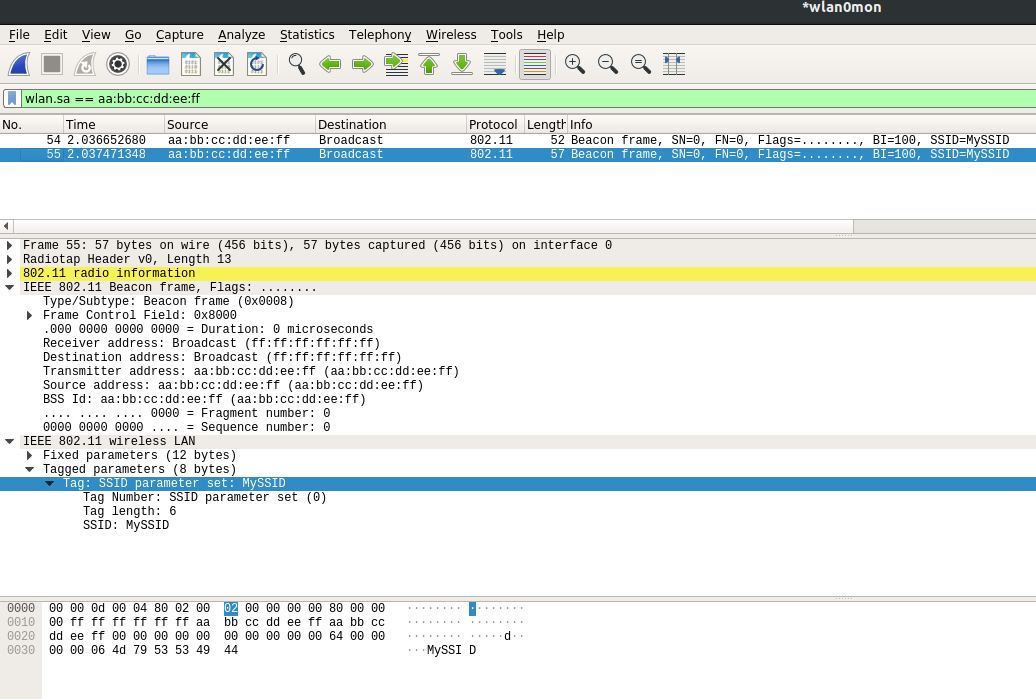 *wlan0mon
File Edit View Go Capture Analyze Statistics Telephony Wireless Tools Help
wlan.sa == aa:bb:cc:dd:ee:ff
No. Time Source Destination Protocol Length Info
54 2.036652680 aa:bb:cc:dd:ee:ff Broadcast 802.11 52 Beacon frame, SN=0, FN=0, Flags=........, BI=100, SSID=MySSID
55 2.037471348 aa:bb:cc:dd:ee:ff Broadcast 802.11 57 Beacon frame, SN=0, FN=0, Flags=........, BI=100, SSID=MySSID
Frame 55: 57 bytes on wire (456 bits), 57 bytes captured (456 bits) on interface 0
Radiotap Header v0, Length 13
802.11 radio information
IEEE 802.11 Beacon frame, Flags: ........
Type/Subtype: Beacon frame (0x0008)
Frame Control Field: 0x8000
.000 0000 0000 0000 = Duration: 0 microseconds
Receiver address: Broadcast (ff:ff:ff:ff:ff:ff)
Destination address: Broadcast (ff:ff:ff:ff:ff:ff)
Transmitter address: aa:bb:cc:dd:ee:ff (aa:bb:cc:dd:ee:ff)
Source address: aa:bb:cc:dd:ee:ff (aa:bb:cc:dd:ee:ff)
BSS Id: aa:bb:cc:dd:ee:ff (aa:bb:cc:dd:ee:ff)
.... .... .... 0000 = Fragment number: 0
0000 0000 0000 .... = Sequence number: 0
IEEE 802.11 wireless LAN
Fixed parameters (12 bytes)
Tagged parameters (8 bytes)
Tag: SSID parameter set: MySSID
Tag Number: SSID parameter set (0)
Tag length: 6
SSID: MySSID
0000 00 00 0d 00 04 80 02 00 02 00 00 00 00 80 00 00 ········ ········
0010 00 ff ff ff ff ff ff aa bb cc dd ee ff aa bb cc ········ ········
0020 dd ee ff 00 00 00 00 00 00 00 00 00 00 64 00 00 ········ ·····d··
0030 00 00 06 4d 79 53 53 49 44 ···MySSI D